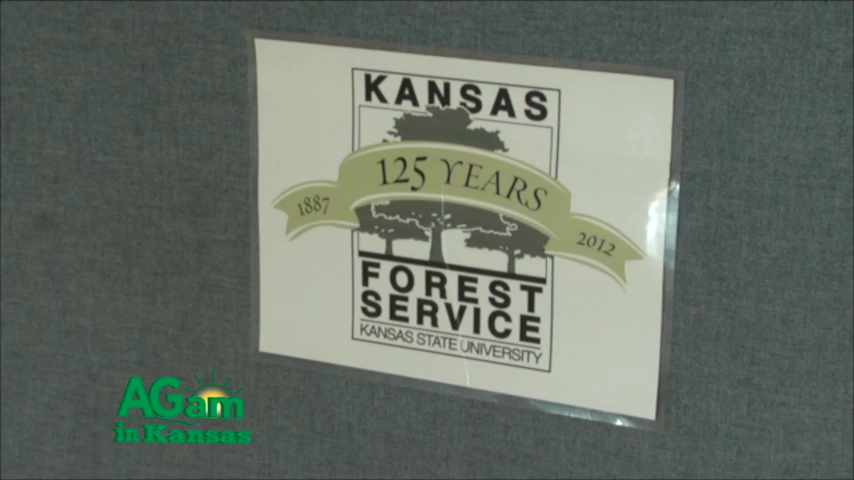 KANSAS
125 YEARS
1887
2012
FOREST
SERVICE
KANSAS STATE UNIVERSITY
AGam
in Kansas